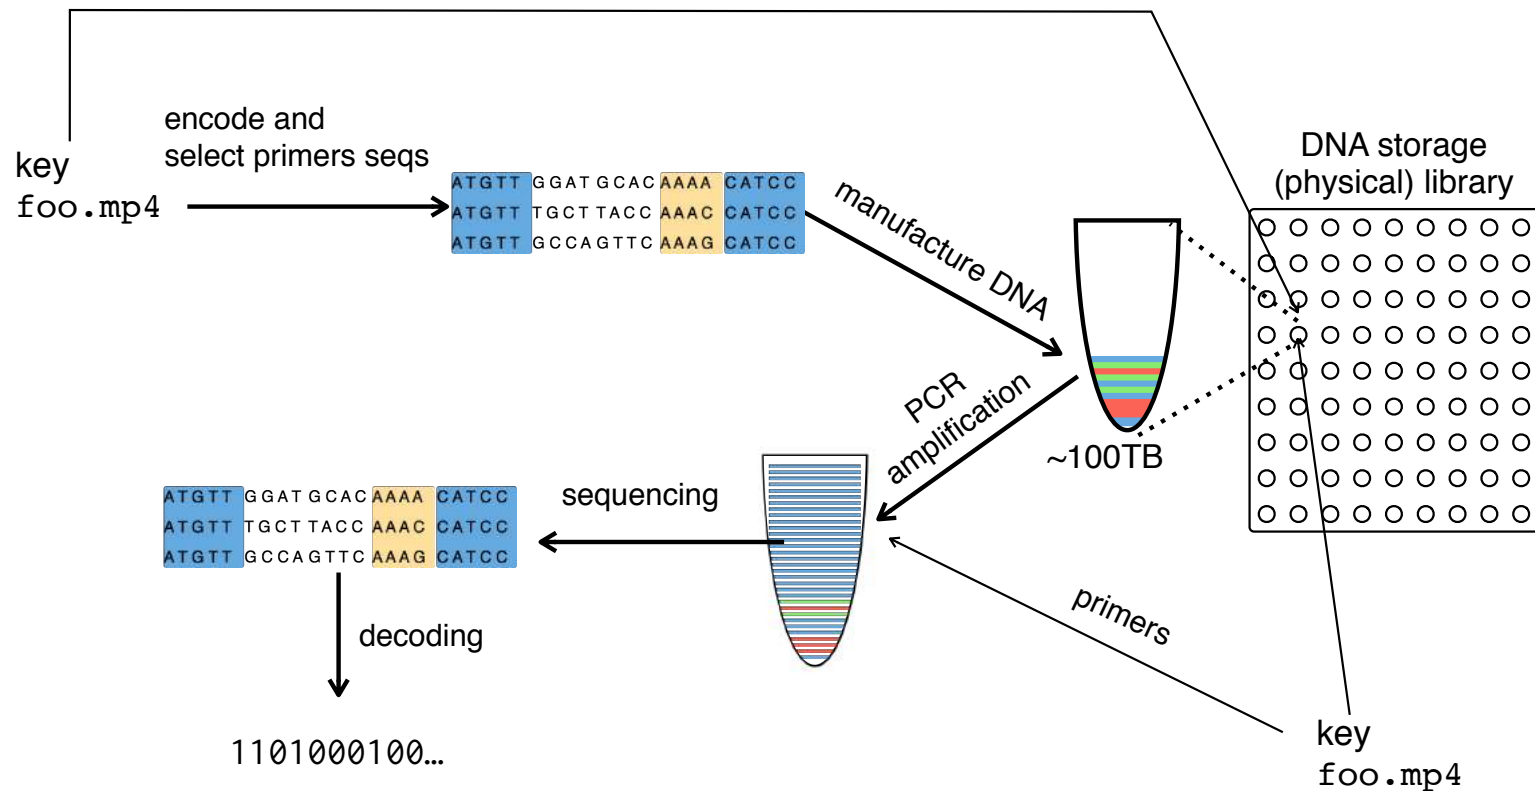 key
foo.mp4
encode and
select primers seqs
ATGTT GGATGCAC AAAA CATCC
ATGTT TGCTTACC AAAC CATCC
ATGTT GCCAGTTC AAAG CATCC
manufacture DNA
DNA storage
(physical) library
~100TB
PCR
amplification
sequencing
ATGTT GGATGCAC AAAA CATCC
ATGTT TGCTTACC AAAC CATCC
ATGTT GCCAGTTC AAAG CATCC
decoding
1101000100…
primers
key
foo.mp4